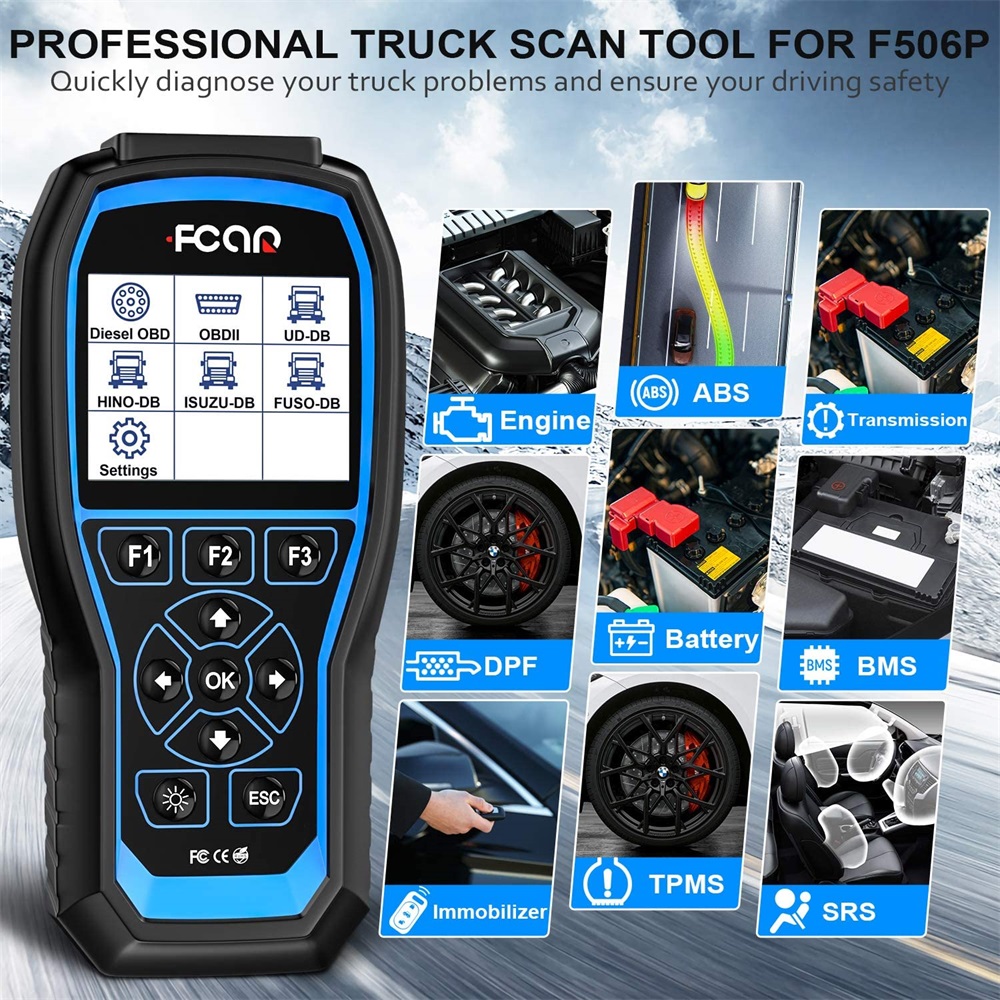 PROFESSIONAL TRUCK SCAN TOOL FOR F506P
Quickly diagnose your truck problems and ensure your driving safety
FCAR
Diesel OBD
OBDII
UD-DB
HINO-DB
ISUZU-DB
FUSO-DB
Settings
F1
F2
F3
OK
ESC
FC CE
Engine
ABS
ABS
Transmission
DPF
Battery
BMS
BMS
Immobilizer
TPMS
SRS